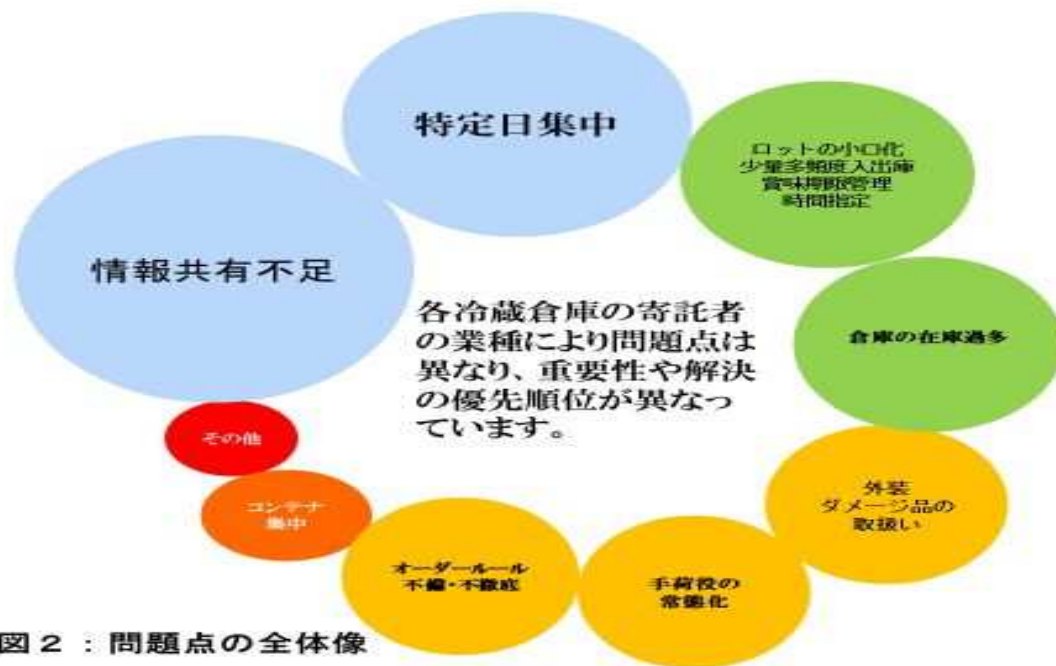 特定日集中
ロットの小口化
少量多頻度入出庫
賞味期限管理
時間指定
情報共有不足
各冷蔵倉庫の寄託者
の業種により問題点は
異なり、重要性や解決
の優先順位が異なっ
ています。
倉庫の在庫過多
その他
コンテナ
集中
外装
ダメージ品の
取扱い
オーダールール
不備・不徹底
手荷役の
常態化
図２：問題点の全体像